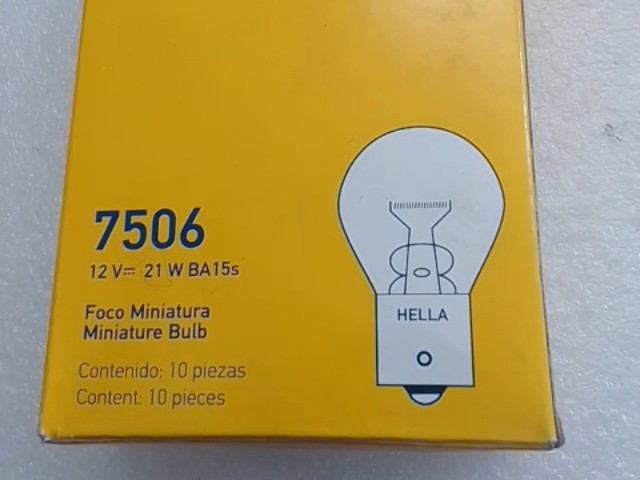 7506
12 V⎓ 21 W BA15s
Foco Miniatura
Miniature Bulb
Contenido: 10 piezas
Content: 10 pieces
HELLA